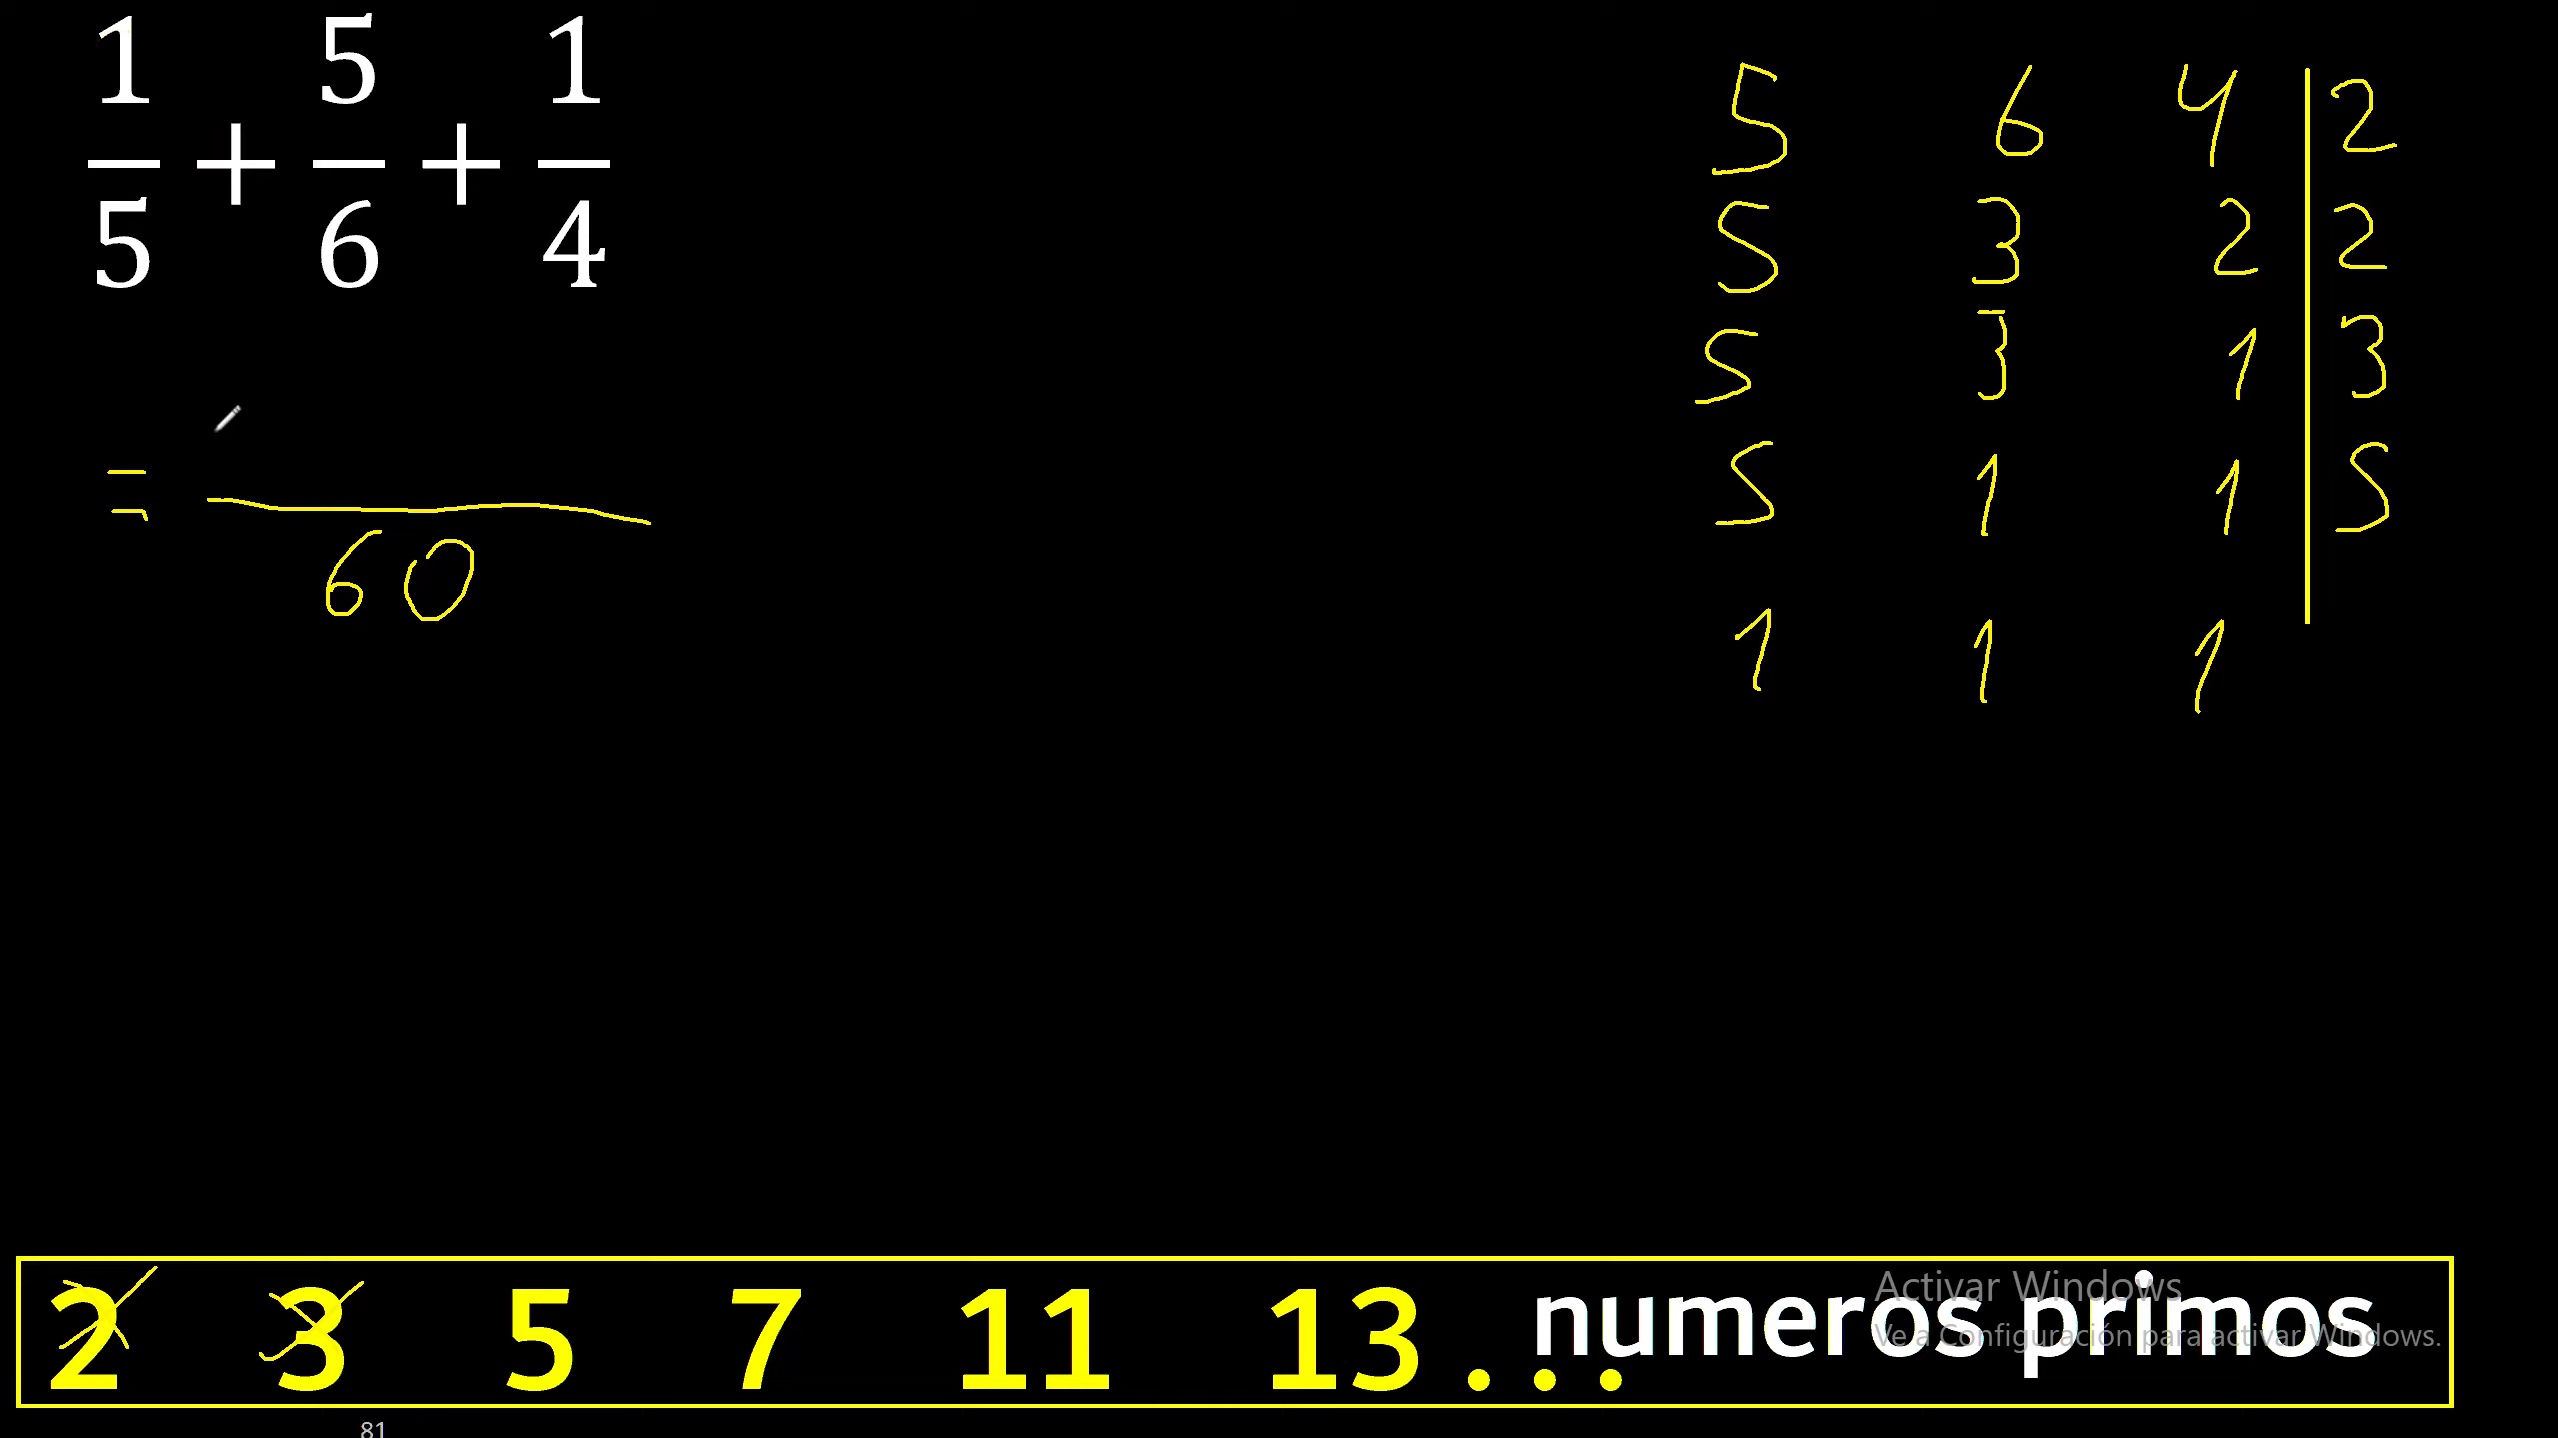 1/5 + 5/6 + 1/4
= /60
5 6 4 | 2
5 3 2 | 2
5 3 1 | 3
5 1 1 | 5
1 1 1
2 3 5 7 11 13 ... numeros primos
Activar Windows
Ve a Configuración para activar Windows.
81